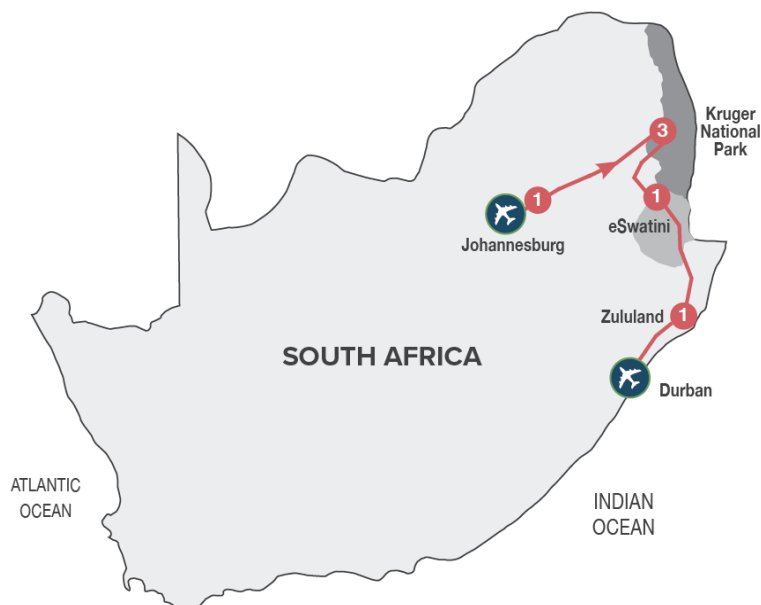 Kruger
National
Park
3
1
1
eSwatini
Johannesburg
Zululand
1
SOUTH AFRICA
Durban
ATLANTIC
OCEAN
INDIAN
OCEAN